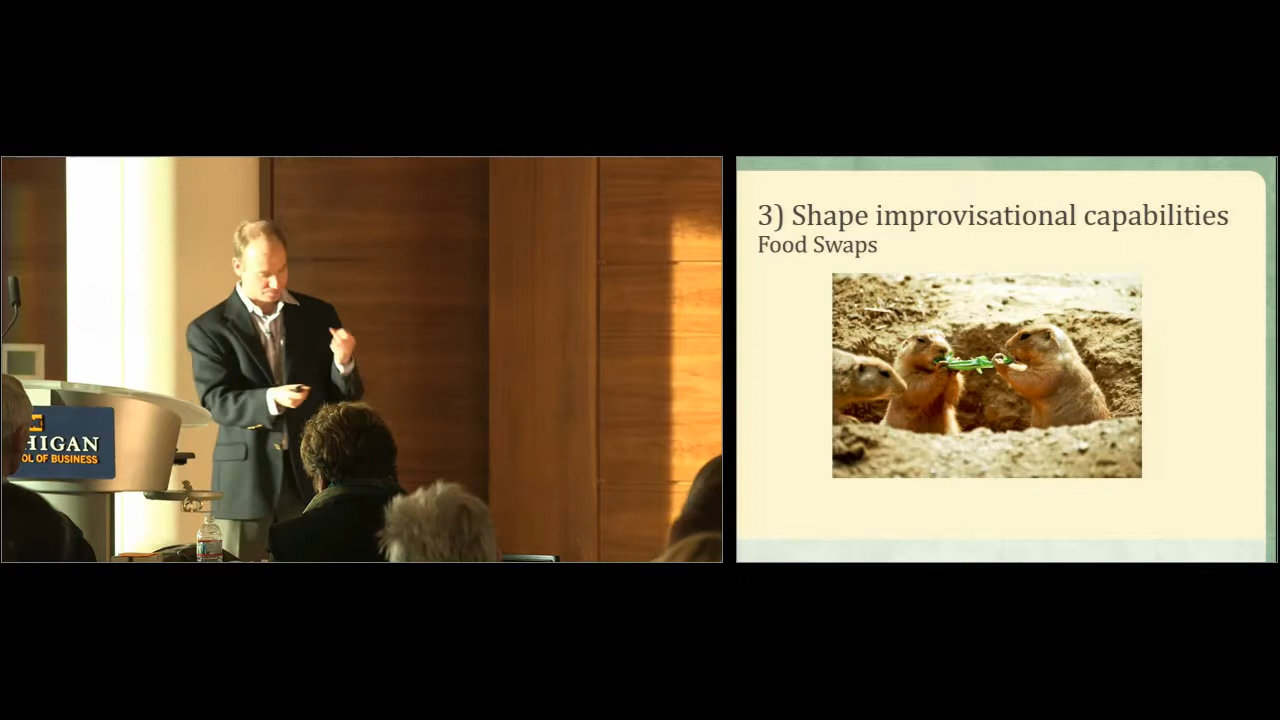 HIGAN
OL OF BUSINESS
3) Shape improvisational capabilities
Food Swaps